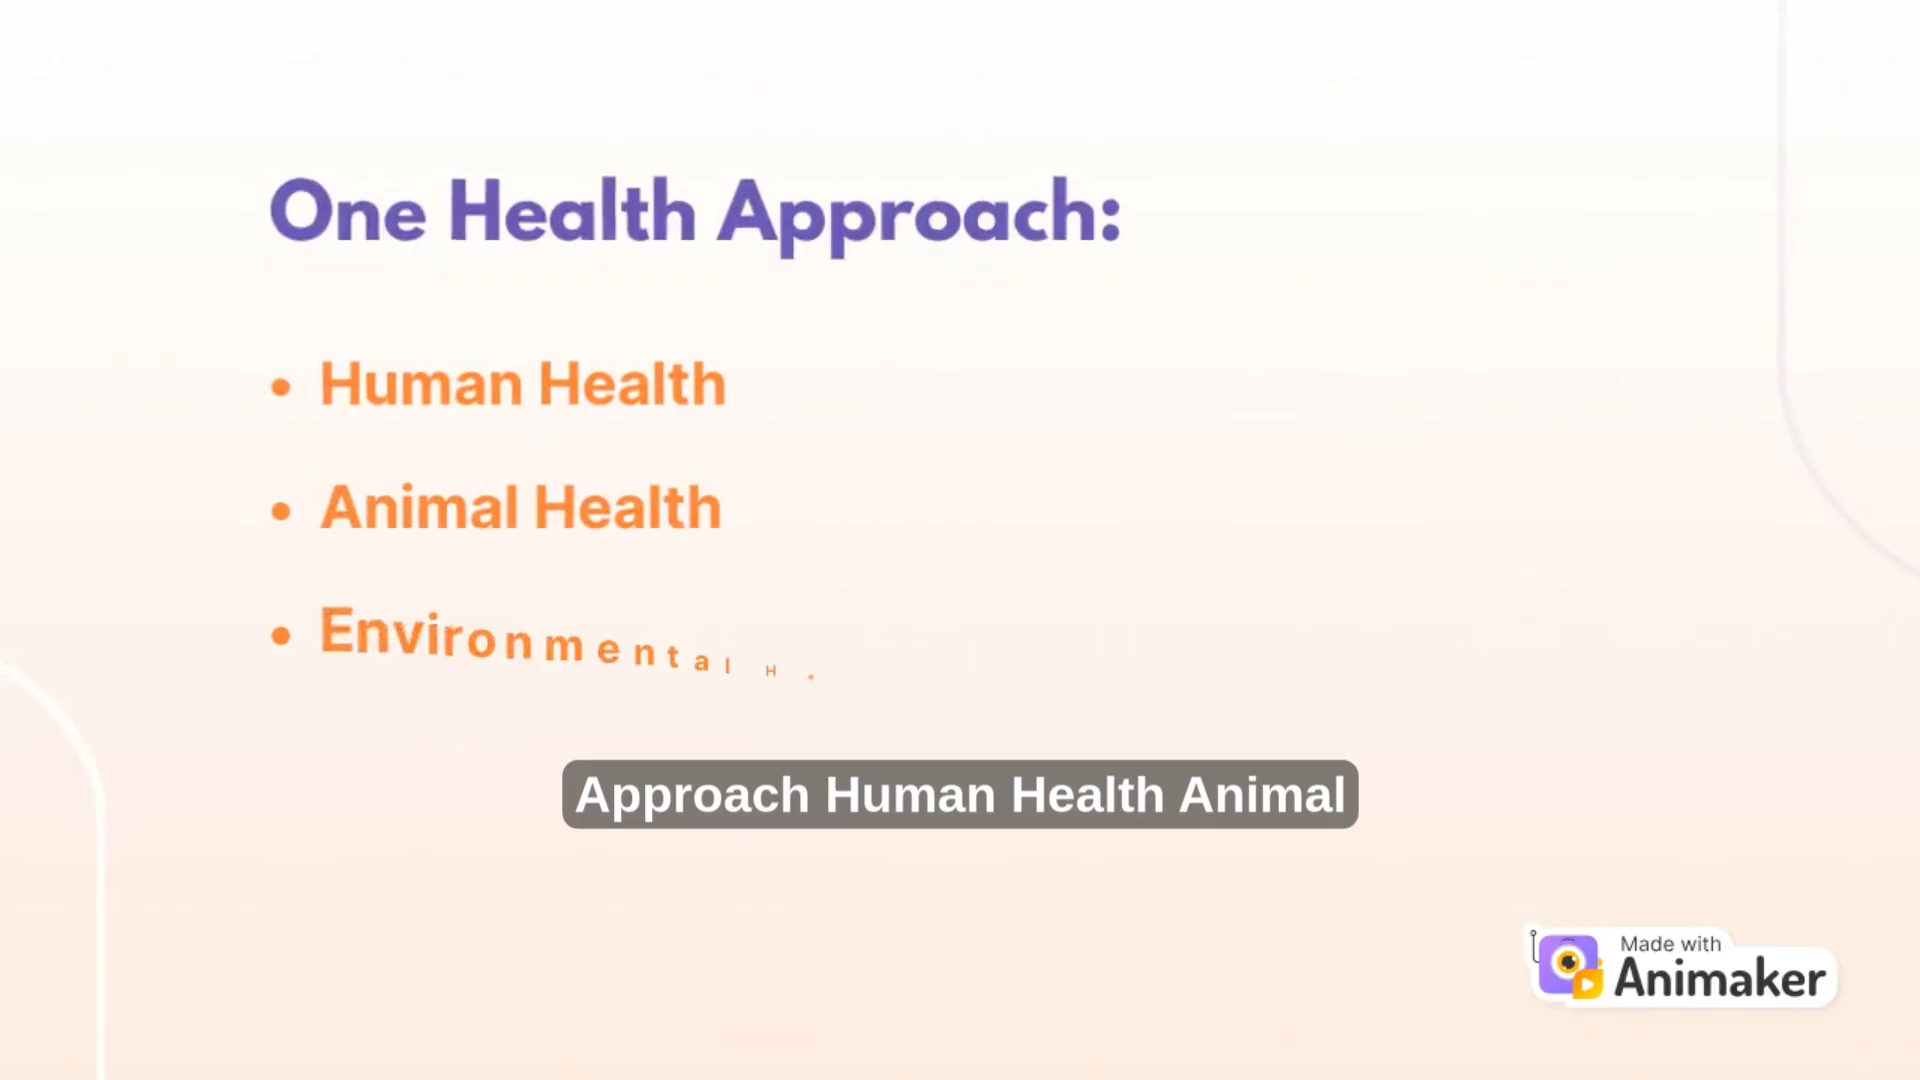 One Health Approach:
• Human Health
• Animal Health
• Environmental H
Approach Human Health Animal
Made with
Animaker